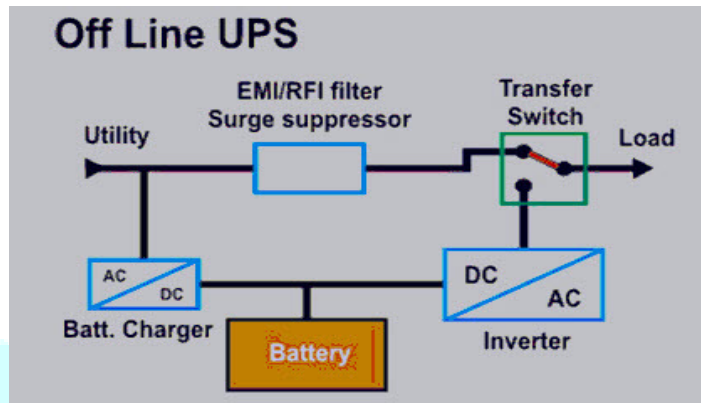 Off Line UPS
EMI/RFI filter
Surge suppressor
Transfer
Switch
Utility
Load
AC
DC
Batt. Charger
Battery
DC
AC
Inverter